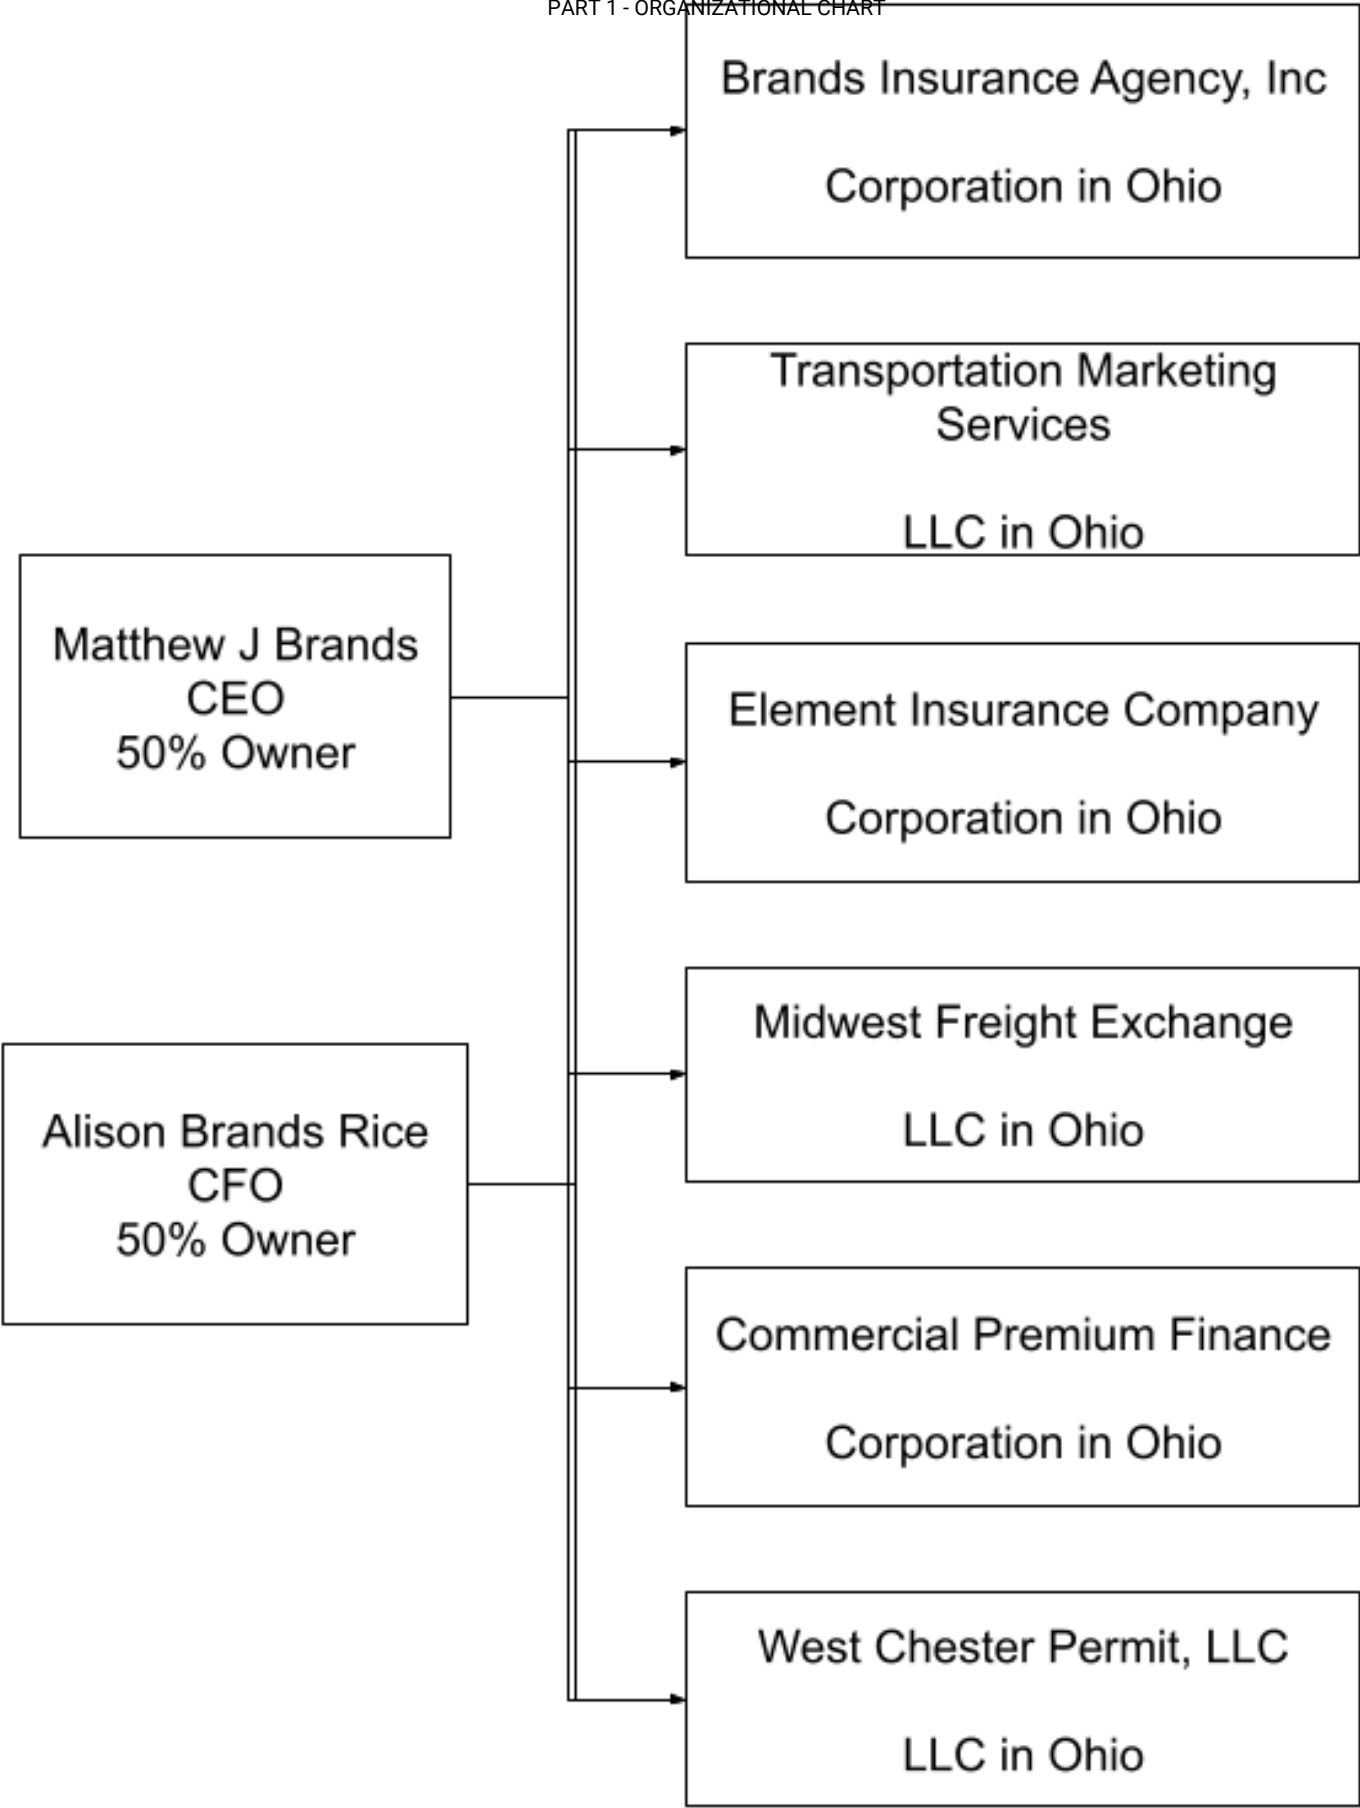 PART 1 - ORGANIZATIONAL CHART
Brands Insurance Agency, Inc
Corporation in Ohio
Transportation Marketing
Services
LLC in Ohio
Matthew J Brands
CEO
50% Owner
Element Insurance Company
Corporation in Ohio
Midwest Freight Exchange
LLC in Ohio
Alison Brands Rice
CFO
50% Owner
Commercial Premium Finance
Corporation in Ohio
West Chester Permit, LLC
LLC in Ohio